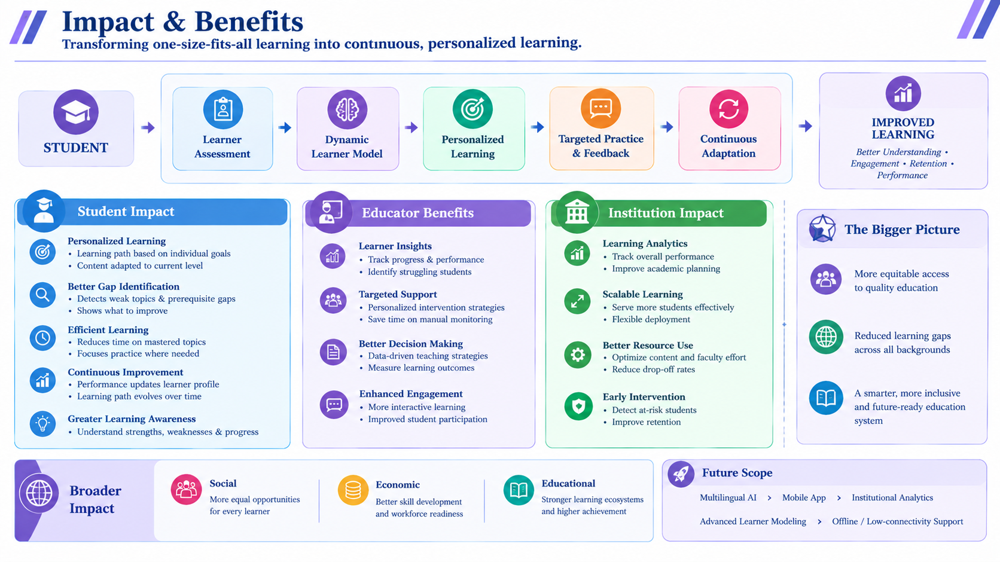 Impact & Benefits
Transforming one-size-fits-all learning into continuous, personalized learning.
STUDENT
Learner
Assessment
Dynamic
Learner Model
Personalized
Learning
Targeted Practice
& Feedback
Continuous
Adaptation
IMPROVED
LEARNING
Better Understanding •
Engagement • Retention •
Performance
Student Impact
Personalized Learning
• Learning path based on individual goals
• Content adapted to current level
Better Gap Identification
• Detects weak topics & prerequisite gaps
• Shows what to improve
Efficient Learning
• Reduces time on mastered topics
• Focuses practice where needed
Continuous Improvement
• Performance updates learner profile
• Learning path evolves over time
Greater Learning Awareness
• Understand strengths, weaknesses & progress
Educator Benefits
Learner Insights
• Track progress & performance
• Identify struggling students
Targeted Support
• Personalized intervention strategies
• Save time on manual monitoring
Better Decision Making
• Data-driven teaching strategies
• Measure learning outcomes
Enhanced Engagement
• More interactive learning
• Improved student participation
Institution Impact
Learning Analytics
• Track overall performance
• Improve academic planning
Scalable Learning
• Serve more students effectively
• Flexible deployment
Better Resource Use
• Optimize content and faculty effort
• Reduce drop-off rates
Early Intervention
• Detect at-risk students
• Improve retention
The Bigger Picture
More equitable access
to quality education
Reduced learning gaps
across all backgrounds
A smarter, more inclusive
and future-ready education
system
Broader
Impact
Social
More equal opportunities
for every learner
Economic
Better skill development
and workforce readiness
Educational
Stronger learning ecosystems
and higher achievement
Future Scope
Multilingual AI > Mobile App > Institutional Analytics
Advanced Learner Modeling > Offline / Low-connectivity Support